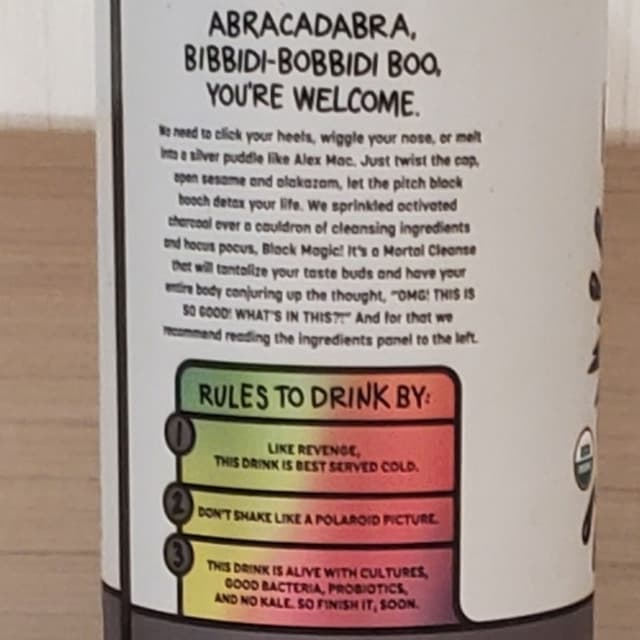 ABRACADABRA,
BIBBIDI-BOBBIDI BOO,
YOU'RE WELCOME.
No need to click your heels, wiggle your nose, or melt
into a silver puddle like Alex Mac. Just twist the cap,
open sesame and alakazam, let the pitch black
booch detox your life. We sprinkled activated
charcoal over a cauldron of cleansing ingredients
and hocus pocus, Black Magic! It's a Mortal Cleanse
that will tantalize your taste buds and have your
entire body conjuring up the thought, "OMG! THIS IS
SO GOOD! WHAT'S IN THIS?!" And for that we
recommend reading the ingredients panel to the left.
RULES TO DRINK BY:
1
LIKE REVENGE,
THIS DRINK IS BEST SERVED COLD.
2
DON'T SHAKE LIKE A POLAROID PICTURE.
3
THIS DRINK IS ALIVE WITH CULTURES,
GOOD BACTERIA, PROBIOTICS,
AND NO KALE. SO FINISH IT, SOON.